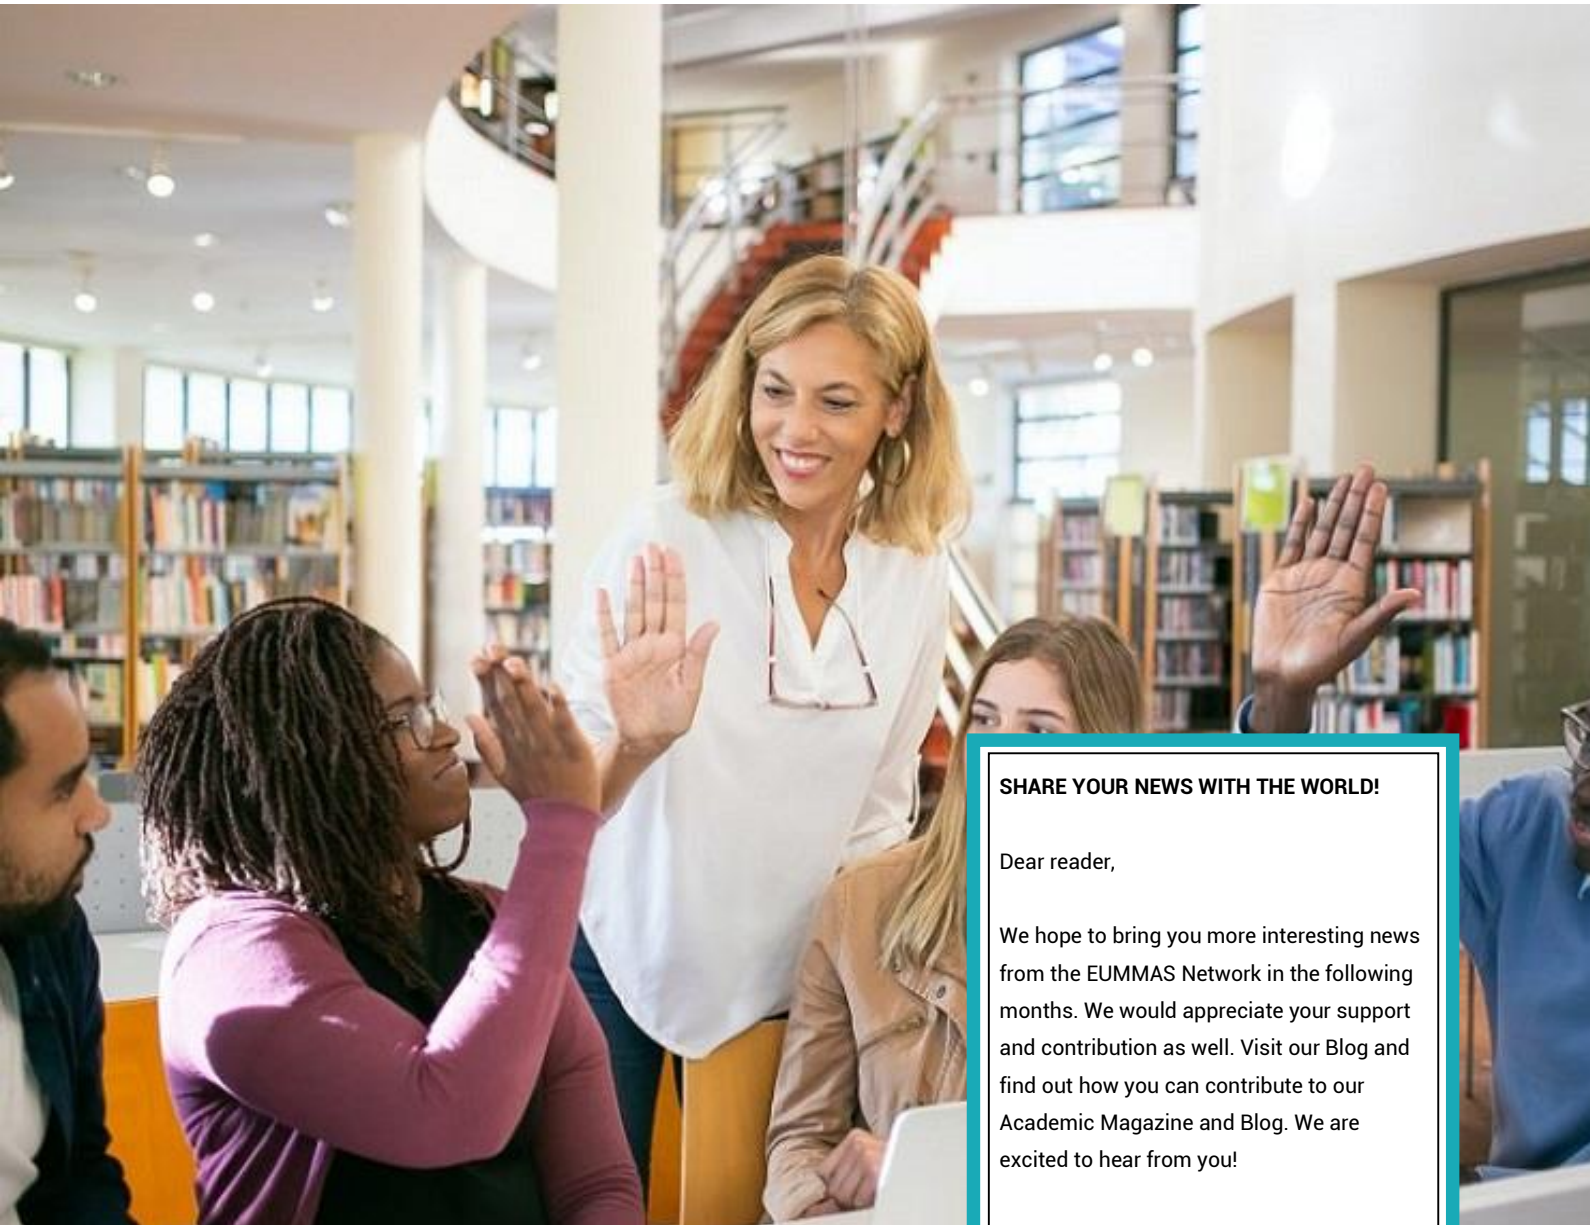 SHARE YOUR NEWS WITH THE WORLD!
Dear reader,
We hope to bring you more interesting news
from the EUMMAS Network in the following
months. We would appreciate your support
and contribution as well. Visit our Blog and
find out how you can contribute to our
Academic Magazine and Blog. We are
excited to hear from you!